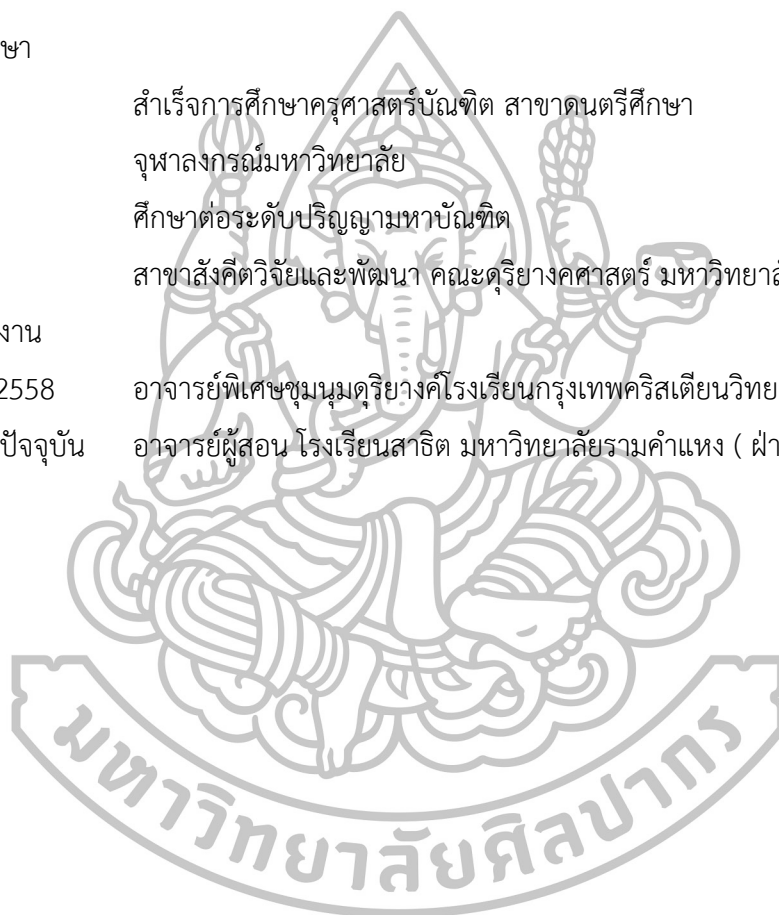 ษา
สำเร็จการศึกษาครุศาสตร์บัณฑิต สาขาดนตรีศึกษา
จุฬาลงกรณ์มหาวิทยาลัย
ศึกษาต่อระดับปริญญามหาบัณฑิต
สาขาสังคีตวิจัยและพัฒนา คณะดุริยางคศาสตร์ มหาวิทยาลั
งาน
2558 อาจารย์พิเศษชุมนุมดุริยางค์โรงเรียนกรุงเทพคริสเตียนวิทย
ปัจจุบัน อาจารย์ผู้สอน โรงเรียนสาธิต มหาวิทยาลัยรามคำแหง ( ฝ่า
มหาวิทยาลัยศิลปากร